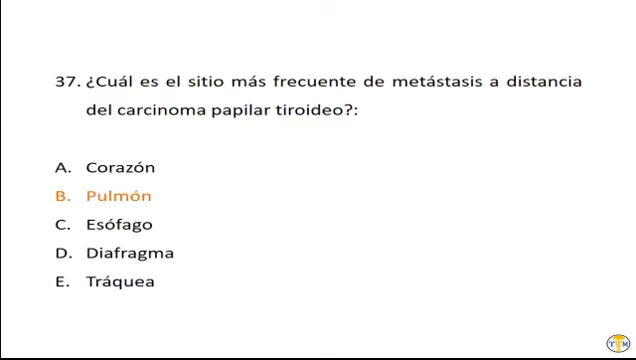 37. ¿Cuál es el sitio más frecuente de metástasis a distancia
del carcinoma papilar tiroideo?:
A. Corazón
B. Pulmón
C. Esófago
D. Diafragma
E. Tráquea